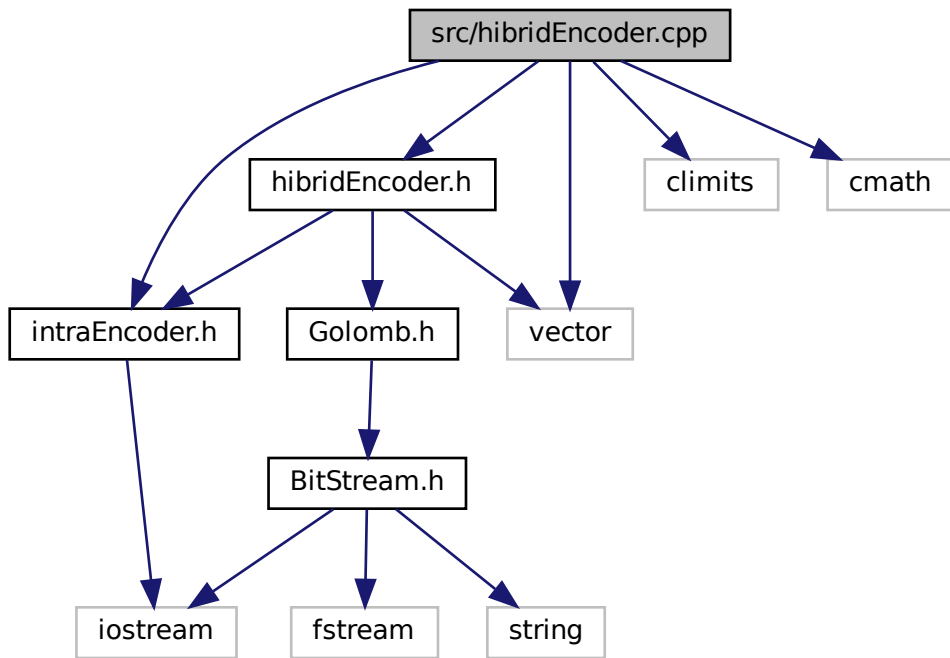 src/hibridEncoder.cpp
hibridEncoder.h
climits
cmath
intraEncoder.h
Golomb.h
vector
BitStream.h
iostream
fstream
string